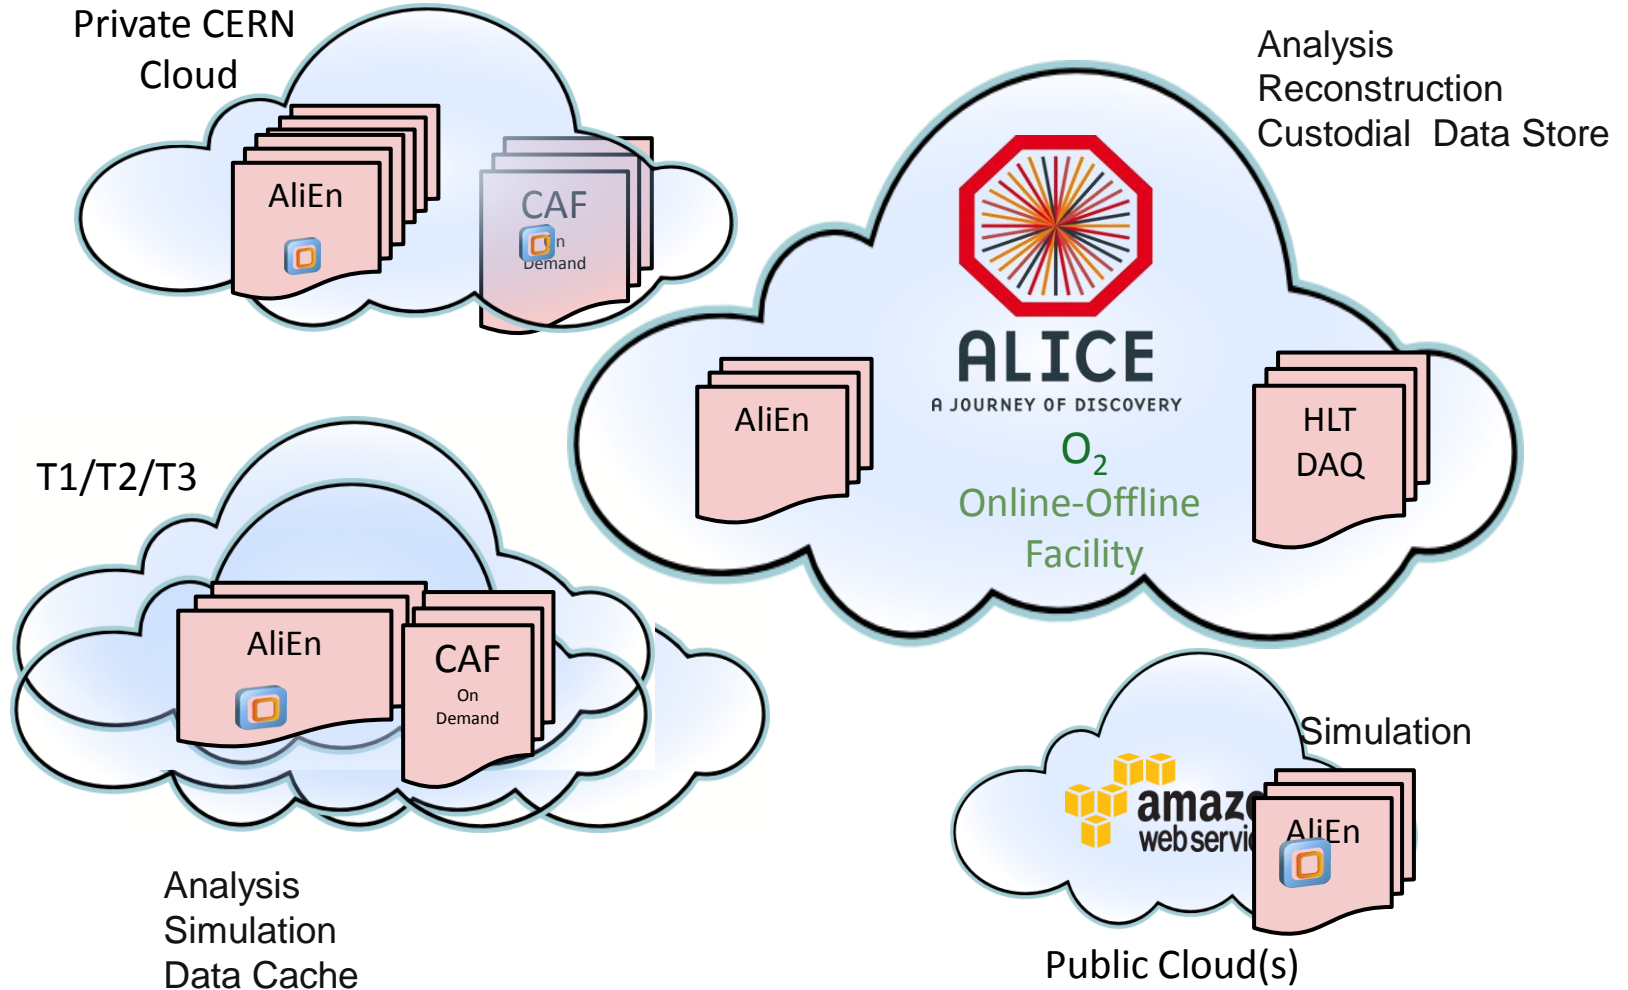 Private CERN
Cloud
AliEn
CAF
Demand
Analysis
Reconstruction
Custodial Data Store
ALICE
A JOURNEY OF DISCOVERY
O2
Online-Offline
Facility
AliEn
HLT
DAQ
T1/T2/T3
AliEn
CAF
On
Demand
Analysis
Simulation
Data Cache
Simulation
AliEn
Public Cloud(s)